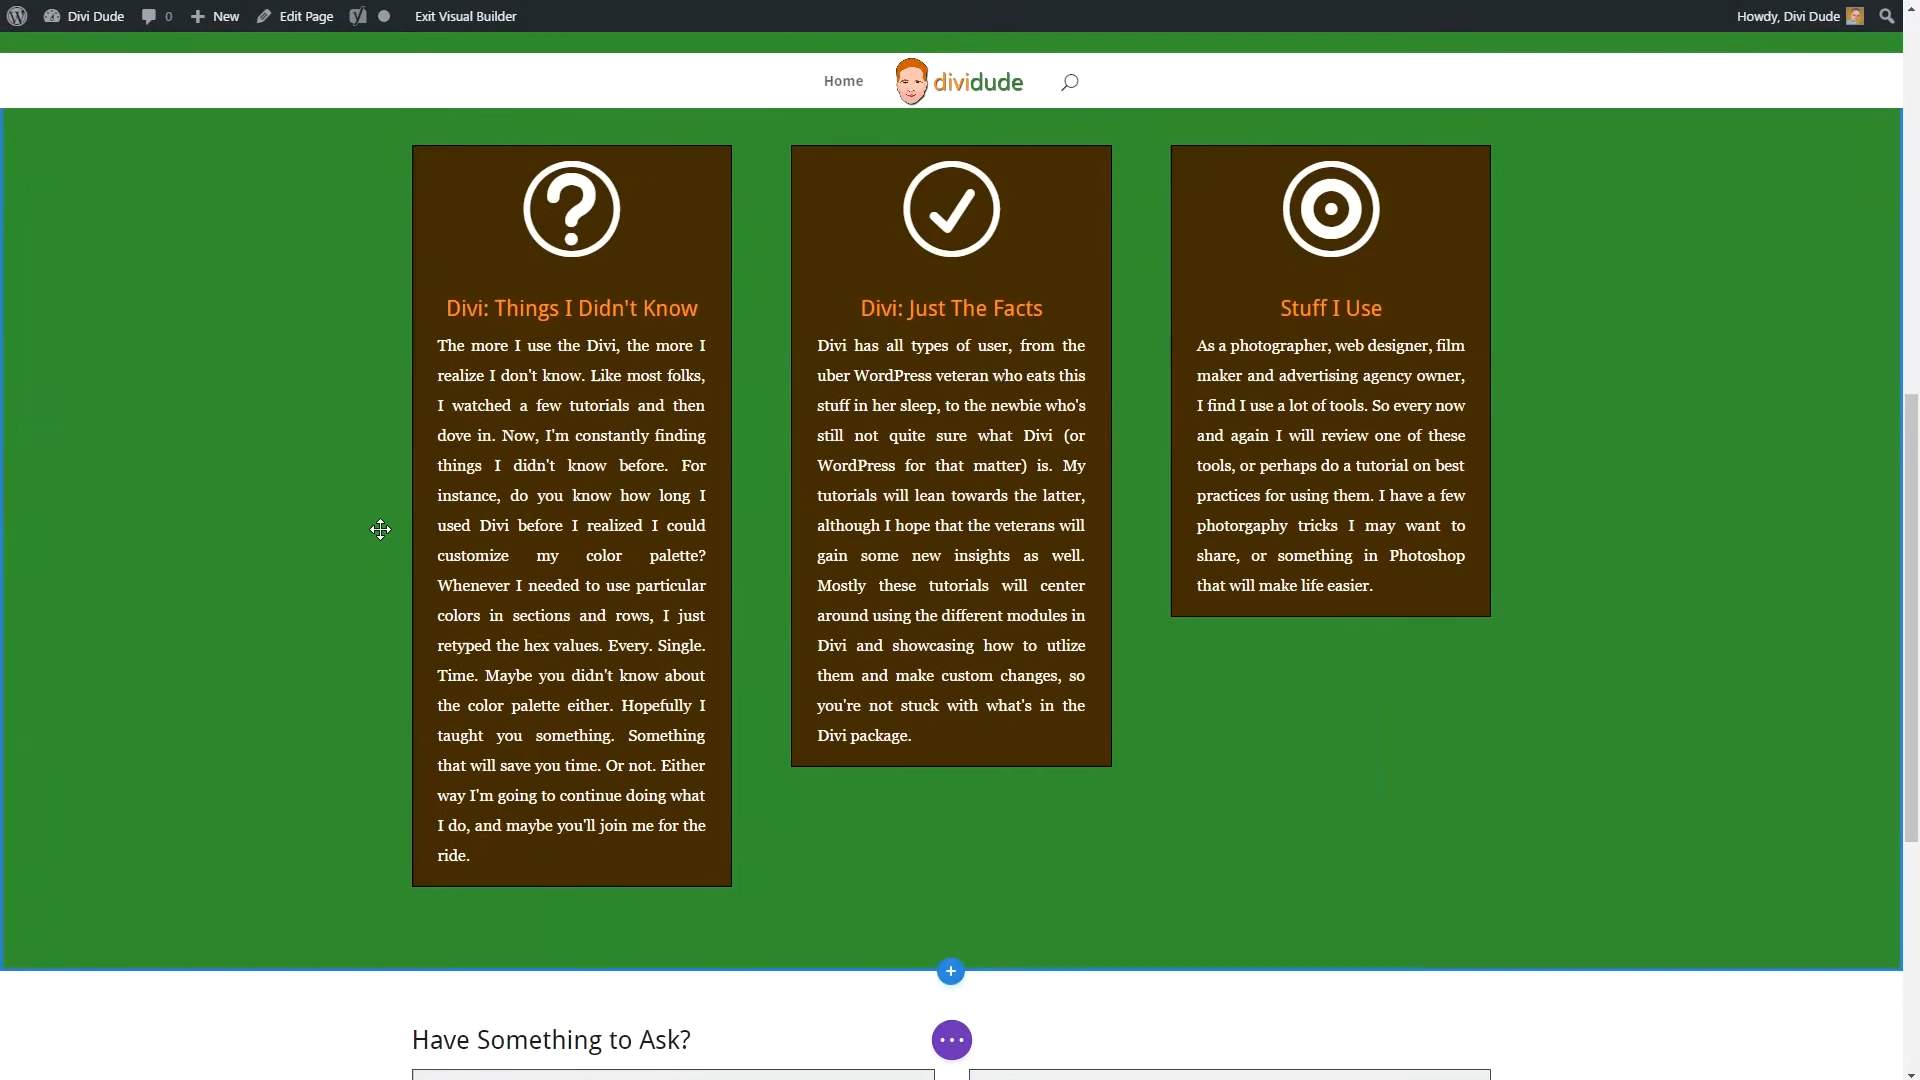 Divi Dude
0
New
Edit Page
Exit Visual Builder
Howdy, Divi Dude
Home
dividude
Divi: Things I Didn't Know
The more I use the Divi, the more I
realize I don't know. Like most folks,
I watched a few tutorials and then
dove in. Now, I'm constantly finding
things I didn't know before. For
instance, do you know how long I
used Divi before I realized I could
customize my color palette?
Whenever I needed to use particular
colors in sections and rows, I just
retyped the hex values. Every. Single.
Time. Maybe you didn't know about
the color palette either. Hopefully I
taught you something. Something
that will save you time. Or not. Either
way I'm going to continue doing what
I do, and maybe you'll join me for the
ride.
Divi: Just The Facts
Divi has all types of user, from the
uber WordPress veteran who eats this
stuff in her sleep, to the newbie who's
still not quite sure what Divi (or
WordPress for that matter) is. My
tutorials will lean towards the latter,
although I hope that the veterans will
gain some new insights as well.
Mostly these tutorials will center
around using the different modules in
Divi and showcasing how to utlize
them and make custom changes, so
you're not stuck with what's in the
Divi package.
Stuff I Use
As a photographer, web designer, film
maker and advertising agency owner,
I find I use a lot of tools. So every now
and again I will review one of these
tools, or perhaps do a tutorial on best
practices for using them. I have a few
photorgaphy tricks I may want to
share, or something in Photoshop
that will make life easier.
Have Something to Ask?